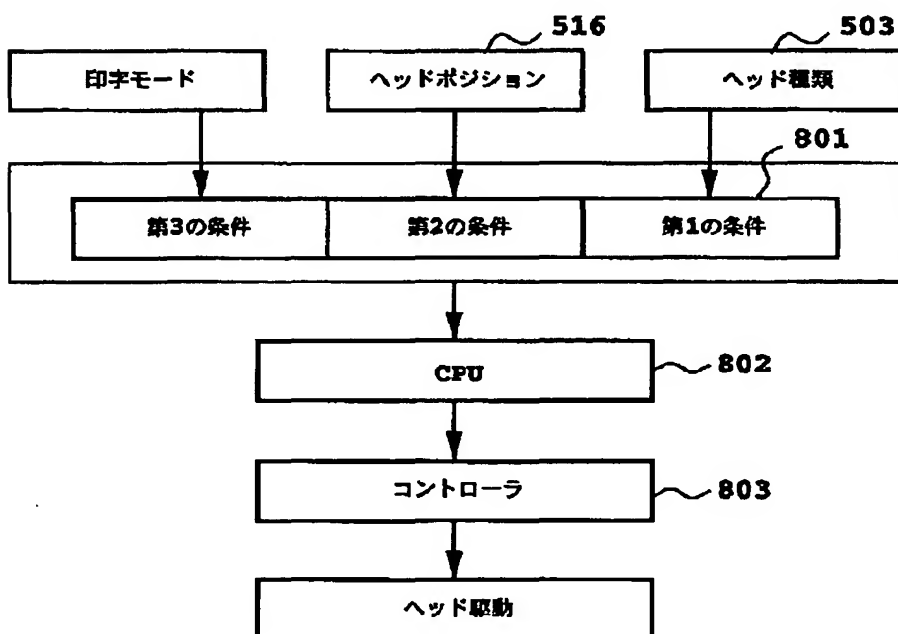 516
503
印字モード
ヘッドポジション
ヘッド種類
801
第3の条件
第2の条件
第1の条件
CPU
802
コントローラ
803
ヘッド駆動